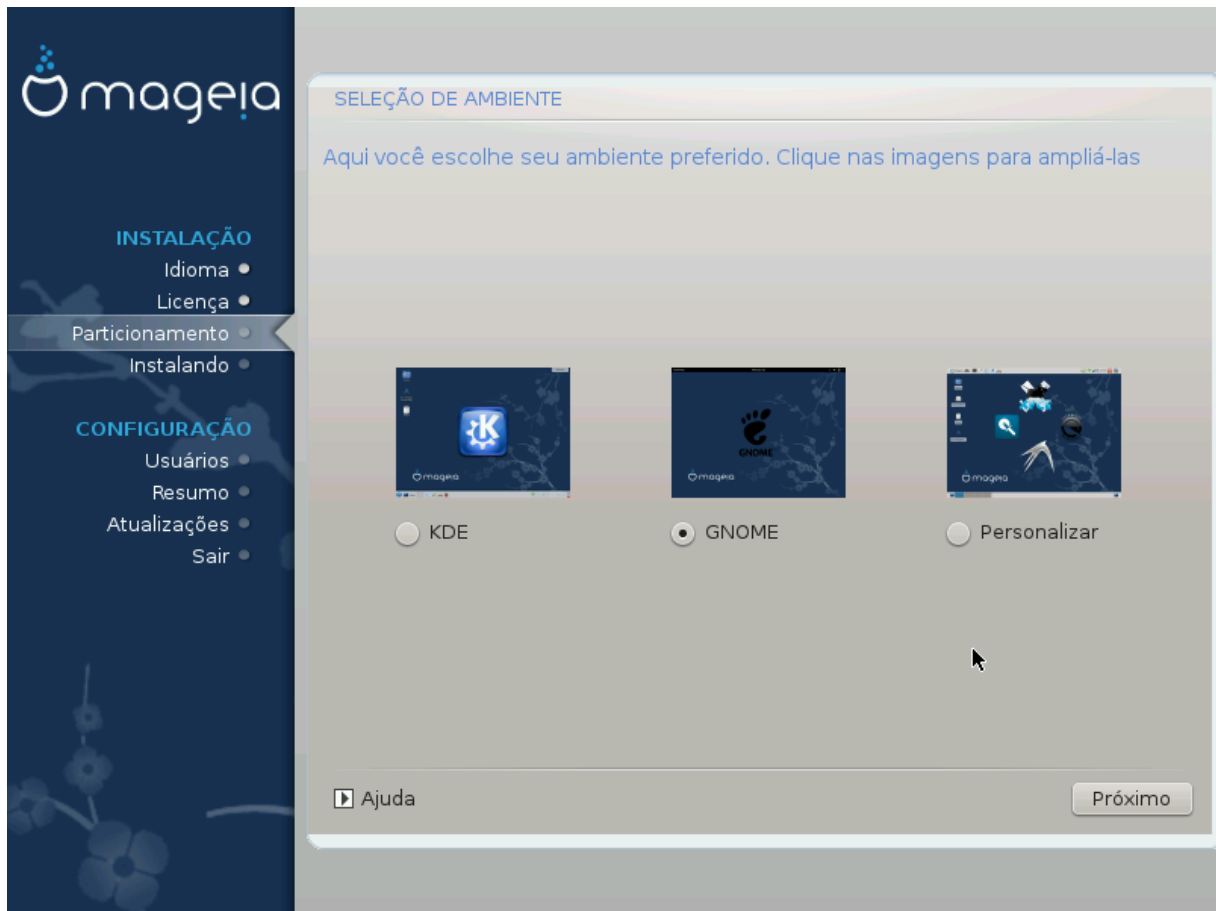 mageia
INSTALAÇÃO
Idioma
Licença
Particionamento
Instalando
CONFIGURAÇÃO
Usuários
Resumo
Atualizações
Sair
SELEÇÃO DE AMBIENTE
Aqui você escolhe seu ambiente preferido. Clique nas imagens para ampliá-las
K
mageia
GNOME
mageia
mageia
KDE
GNOME
Personalizar
Ajuda
Próximo